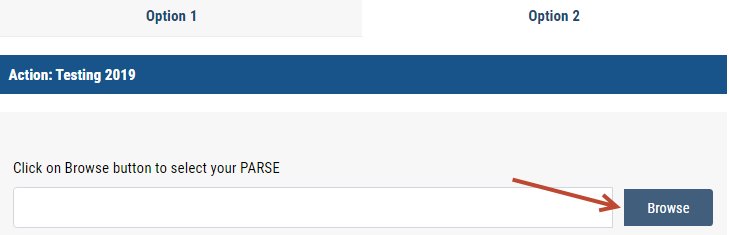 Option 1
Option 2
Action: Testing 2019
Click on Browse button to select your PARSE
Browse